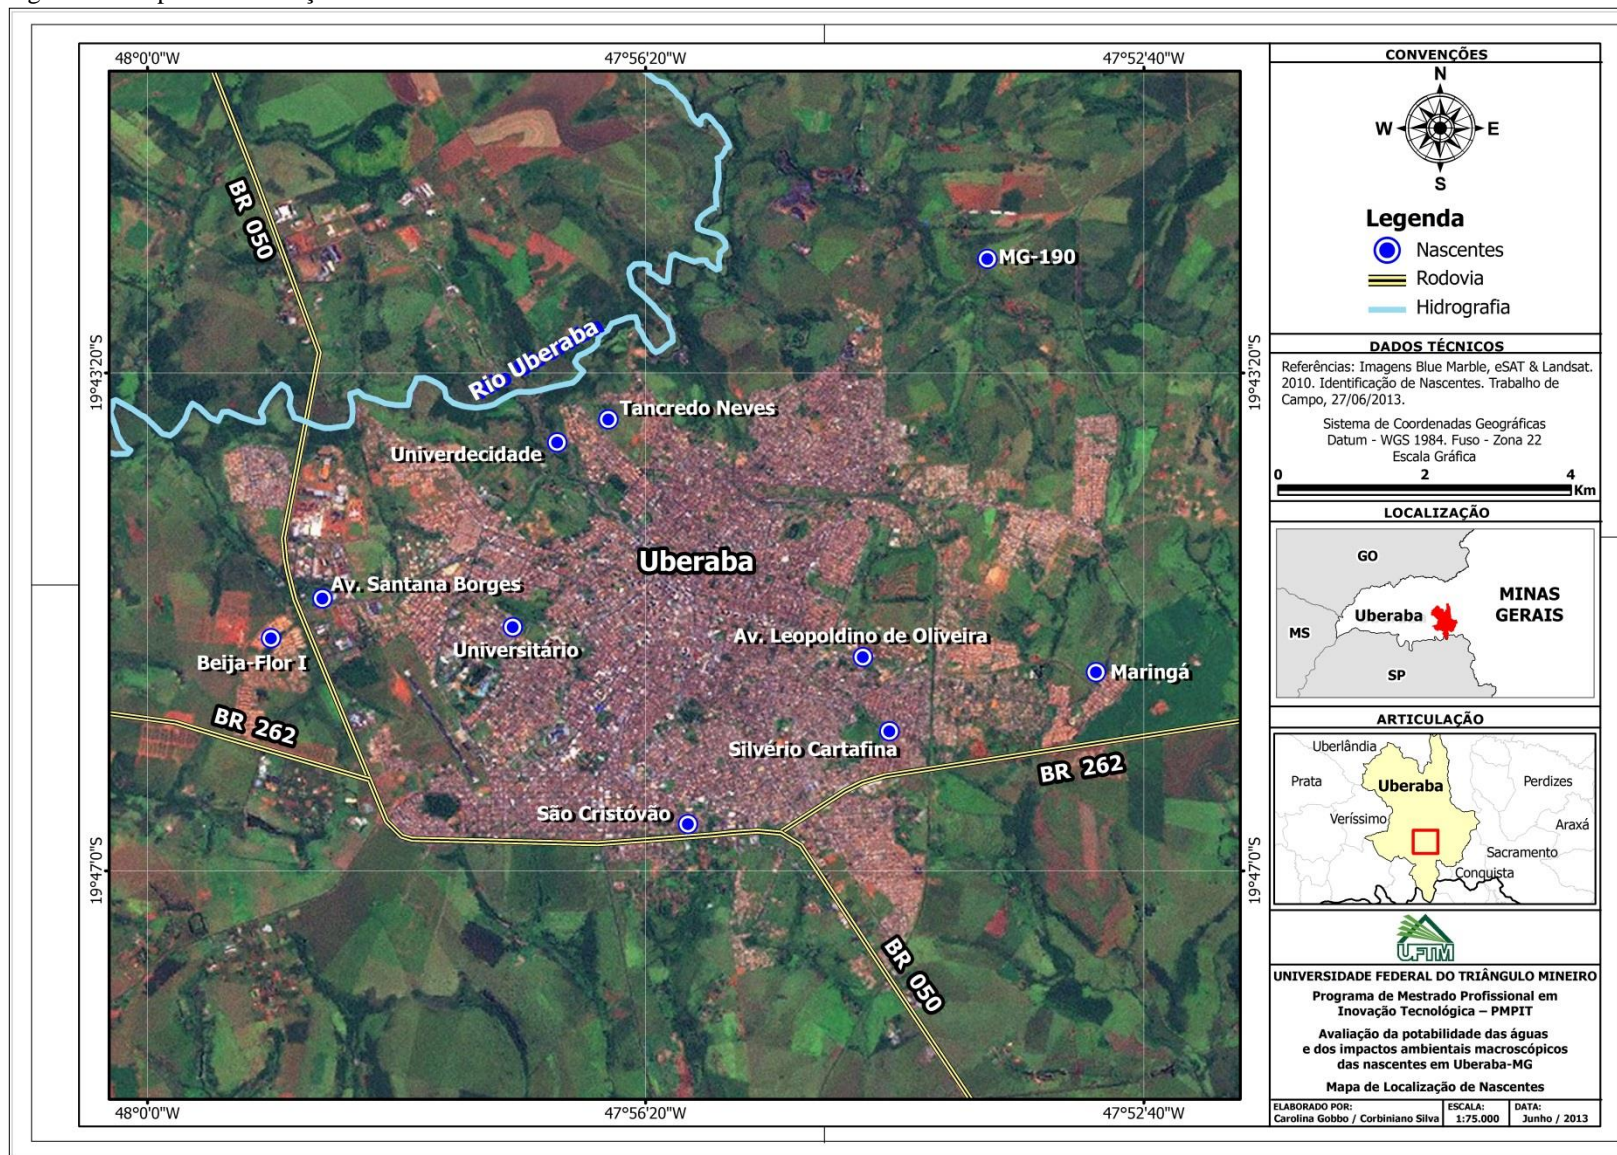 48°0'0"W
47°56'20"W
47°52'40"W
19°43'20"S
19°47'0"S
BR 050
Rio Uberaba
MG-190
Tancredo Neves
Univerdecidade
Uberaba
Av. Santana Borges
Universitário
Beija-Flor I
Av. Leopoldino de Oliveira
Maringá
Silvério Cartafina
BR 262
BR 262
São Cristóvão
BR 050
19°43'20"S
19°47'0"S
48°0'0"W
47°56'20"W
47°52'40"W
CONVENÇÕES
N
W
E
S
Legenda
Nascentes
Rodovia
Hidrografia
DADOS TÉCNICOS
Referências: Imagens Blue Marble, eSAT & Landsat.
2010. Identificação de Nascentes. Trabalho de
Campo, 27/06/2013.
Sistema de Coordenadas Geográficas
Datum - WGS 1984. Fuso - Zona 22
Escala Gráfica
0 2 4
Km
LOCALIZAÇÃO
GO
MINAS
GERAIS
Uberaba
MS
SP
ARTICULAÇÃO
Uberlândia
Prata
Uberaba
Perdizes
Veríssimo
Araxá
Sacramento
Conquista
UFTM
UNIVERSIDADE FEDERAL DO TRIÂNGULO MINEIRO
Programa de Mestrado Profissional em
Inovação Tecnológica – PMPIT
Avaliação da potabilidade das águas
e dos impactos ambientais macroscópicos
das nascentes em Uberaba-MG
Mapa de Localização de Nascentes
ELABORADO POR:
Carolina Gobbo / Corbiniano Silva
ESCALA:
1:75.000
DATA:
Junho / 2013